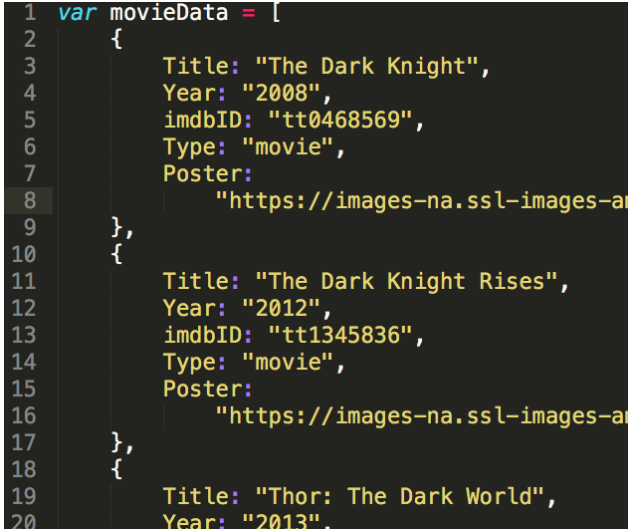 1 var movieData = [
2 {
3 Title: "The Dark Knight",
4 Year: "2008",
5 imdbID: "tt0468569",
6 Type: "movie",
7 Poster:
8 "https://images-na.ssl-images-am
9 },
10 {
11 Title: "The Dark Knight Rises",
12 Year: "2012",
13 imdbID: "tt1345836",
14 Type: "movie",
15 Poster:
16 "https://images-na.ssl-images-am
17 },
18 {
19 Title: "Thor: The Dark World",
20 Year: "2013",